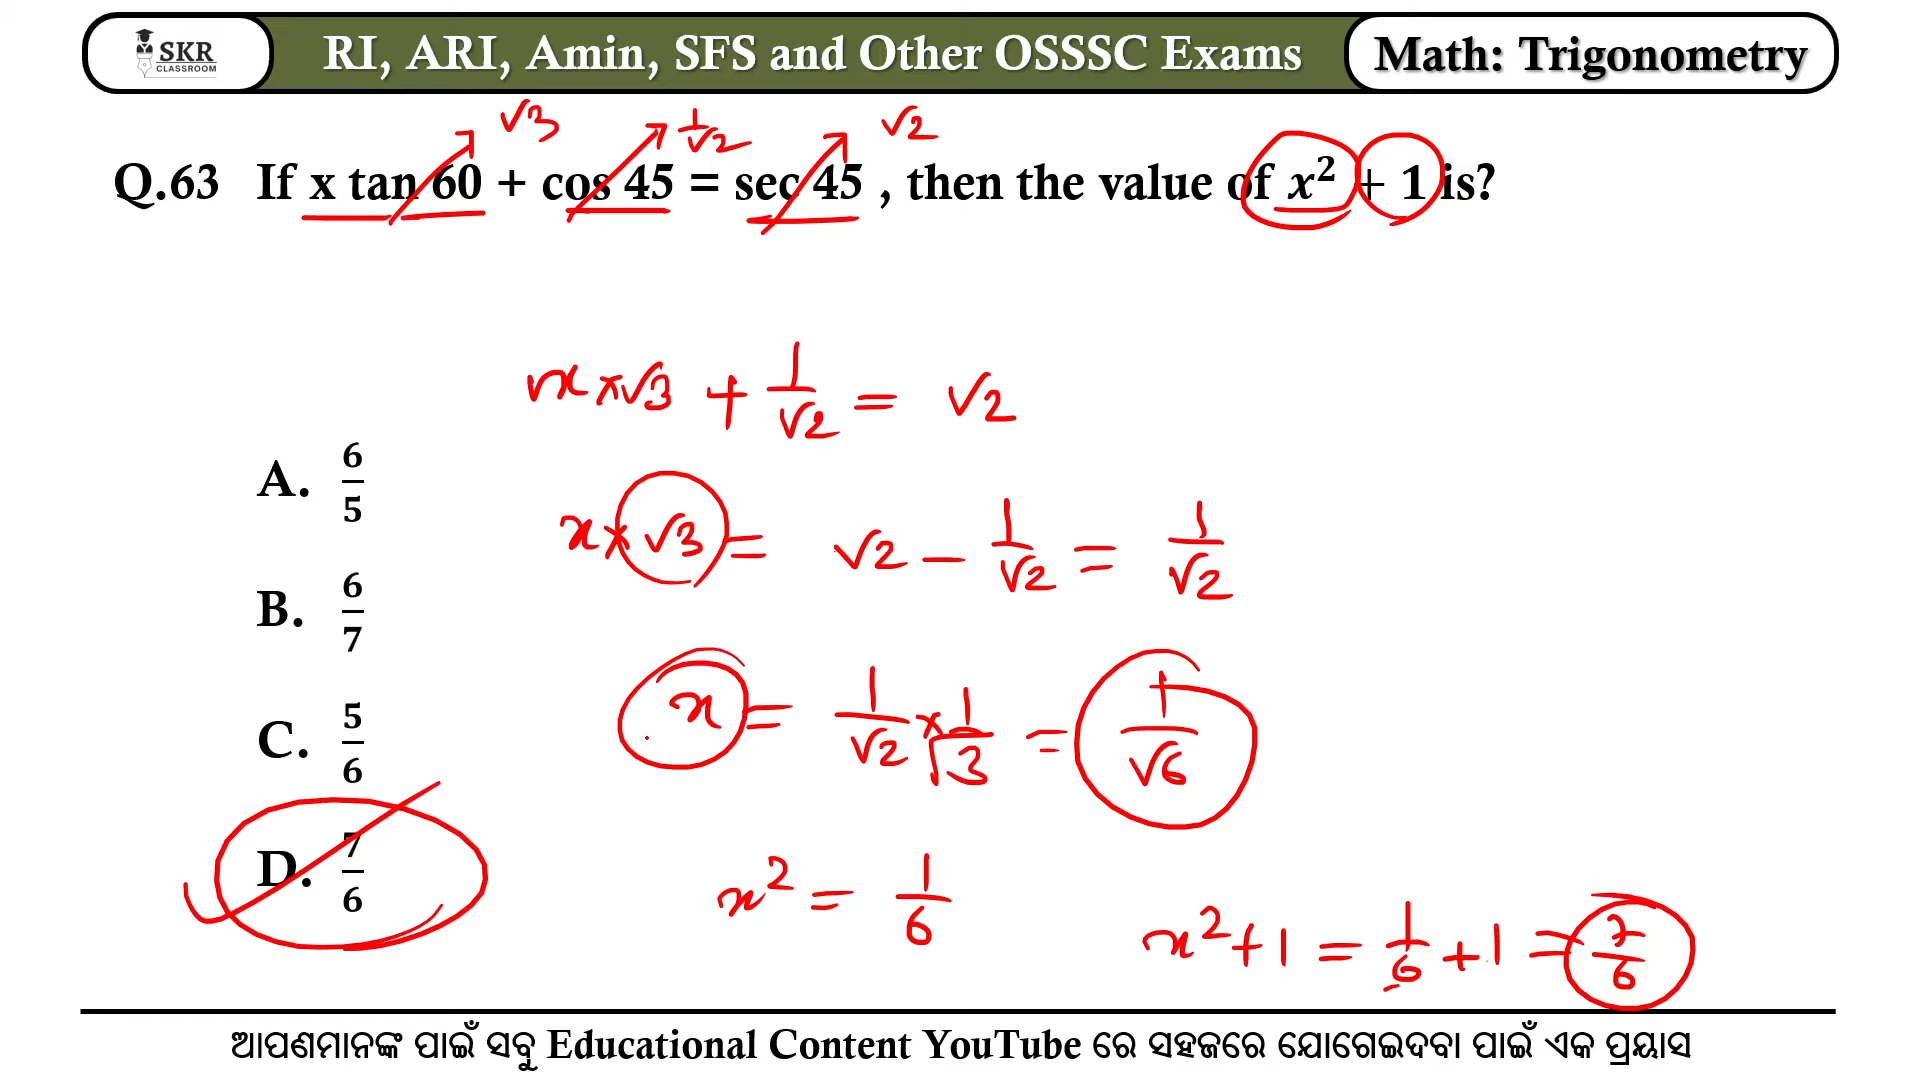 SKR
CLASSROOM
RI, ARI, Amin, SFS and Other OSSSC Exams
Math: Trigonometry
√3 1/√2 √2
Q.63 If x tan 60 + cos 45 = sec 45 , then the value of x² + 1 is?
x × √3 + 1/√2 = √2
A. 6/5
x × √3 = √2 − 1/√2 = 1/√2
B. 6/7
x = 1/√2 × 1/√3 = 1/√6
C. 5/6
D. 7/6
x² = 1/6
x² + 1 = 1/6 + 1 = 7/6
ଆପଣମାନଙ୍କ ପାଇଁ ସବୁ Educational Content YouTube ରେ ସହଜରେ ଯୋଗେଇଦବା ପାଇଁ ଏକ ପ୍ରୟାସ